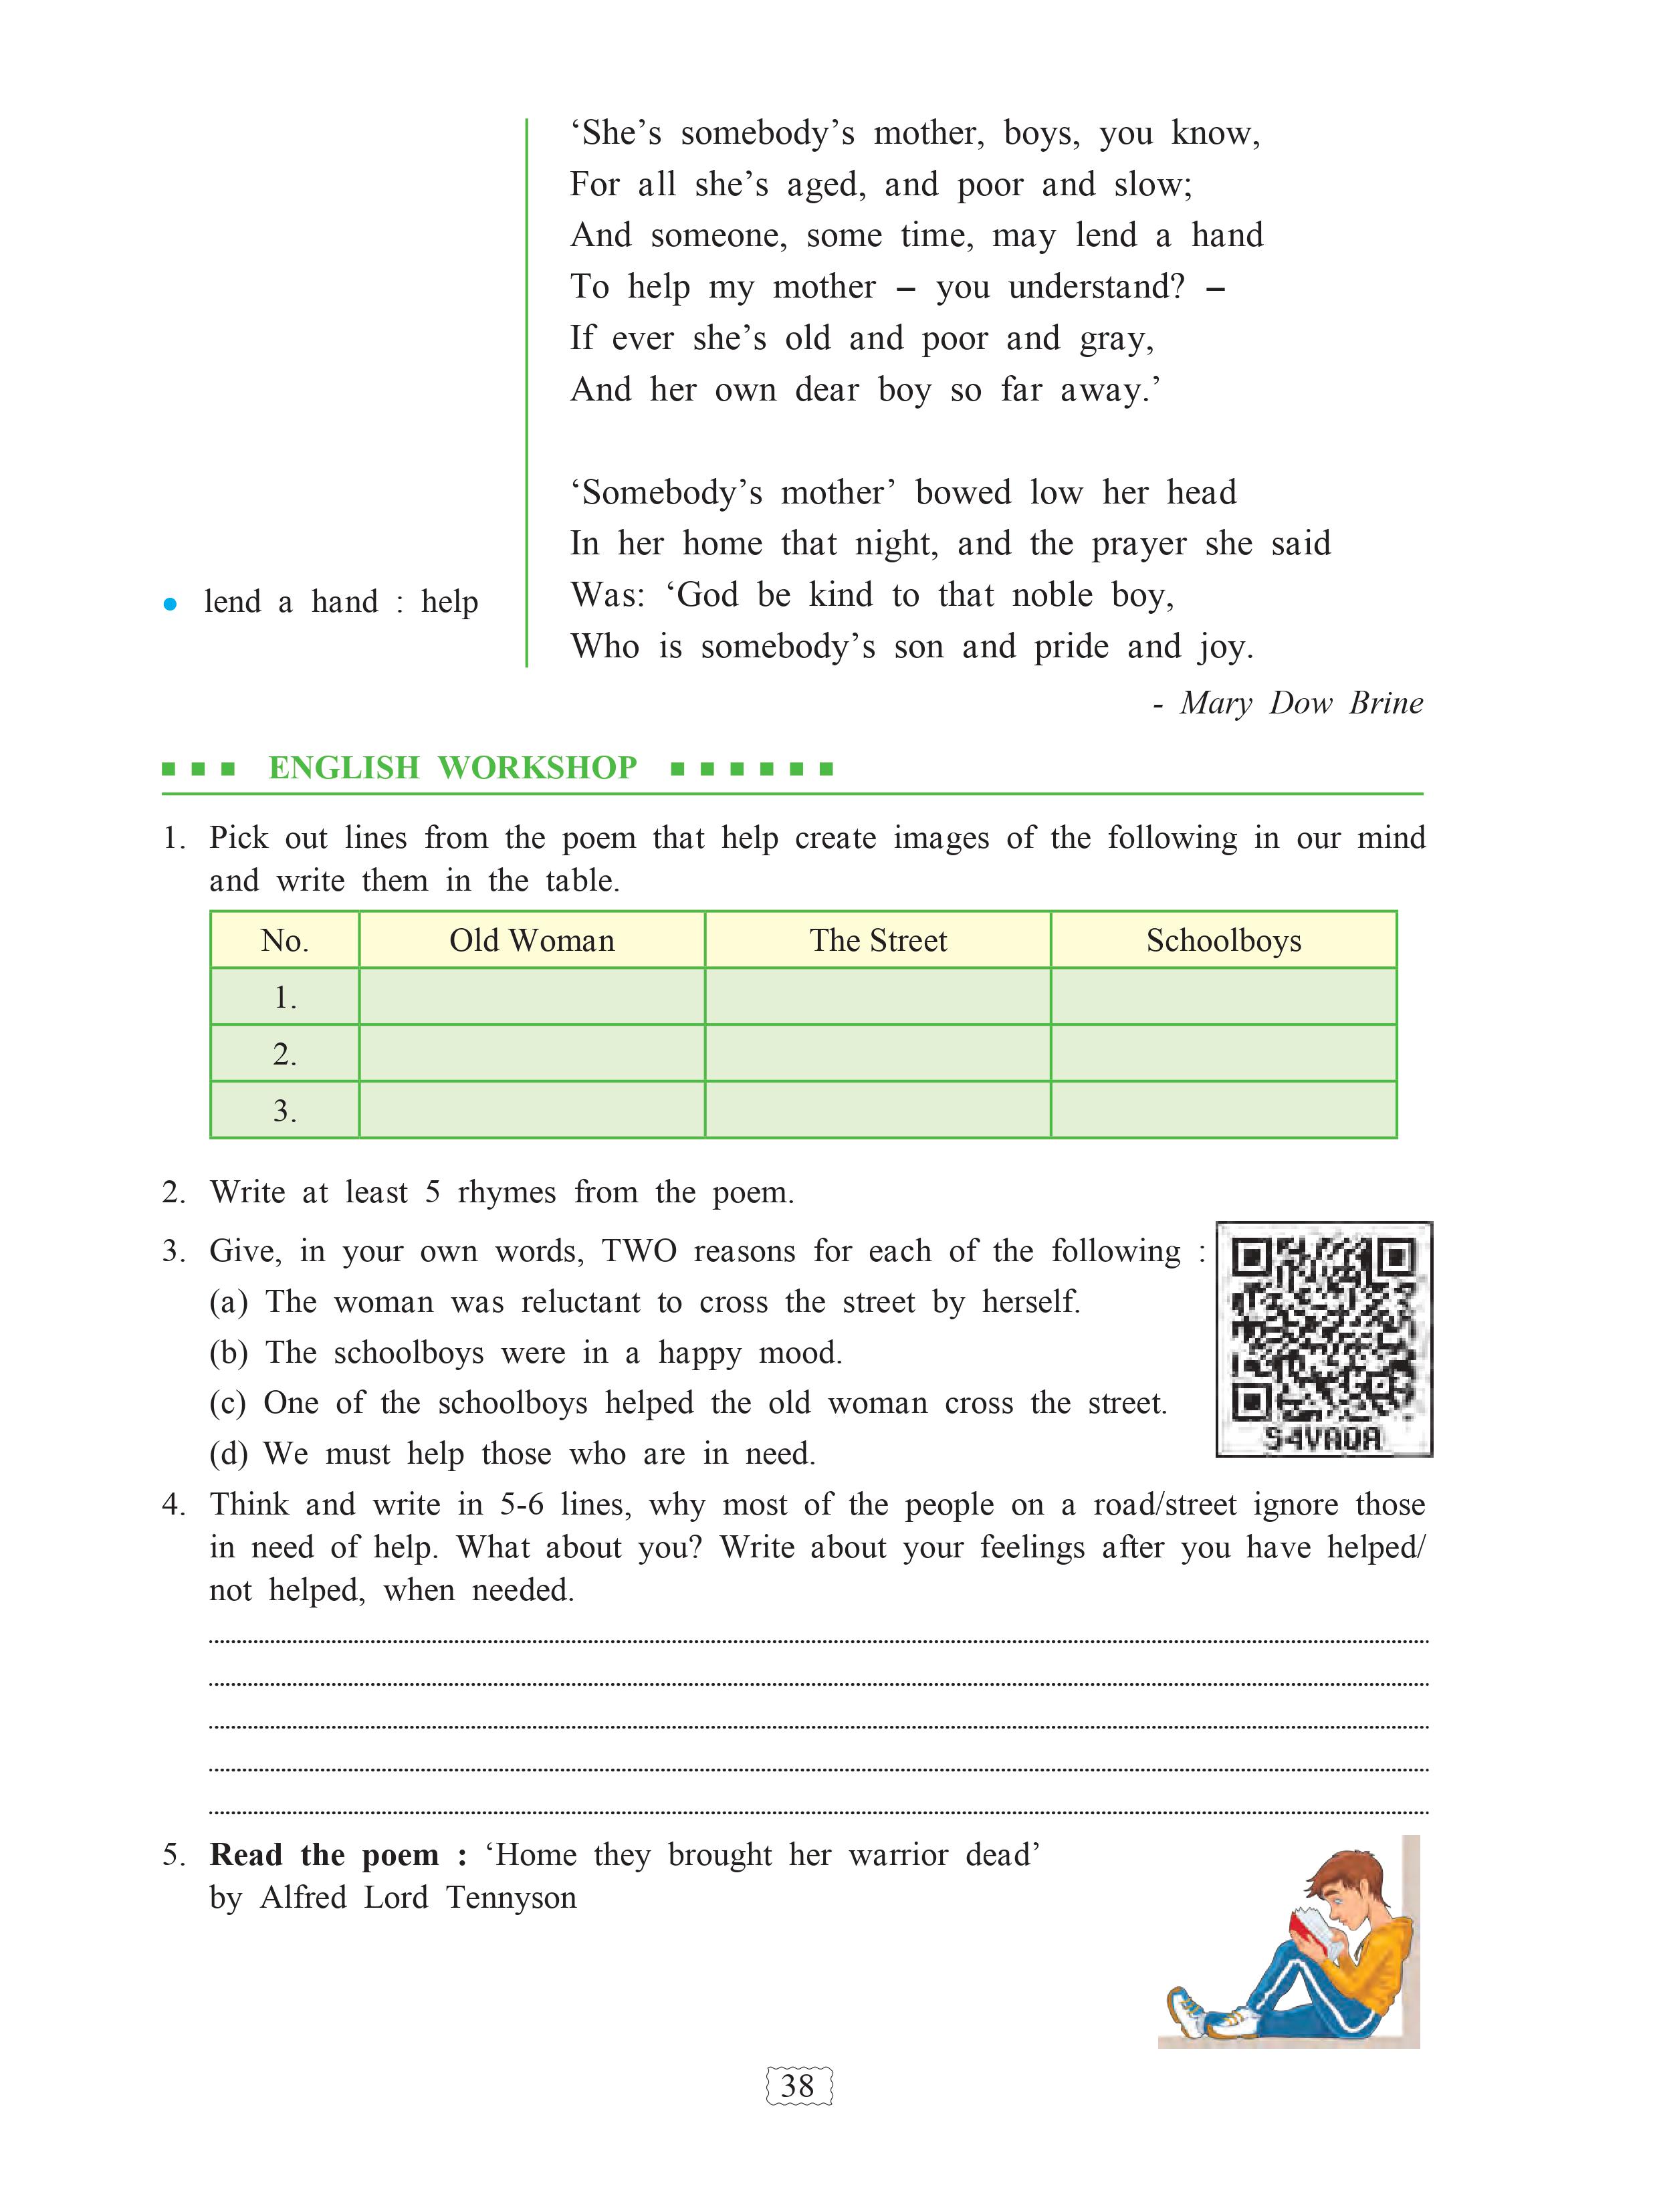 ‘She’s somebody’s mother, boys, you know,
For all she’s aged, and poor and slow;
And someone, some time, may lend a hand
To help my mother – you understand? –
If ever she’s old and poor and gray,
And her own dear boy so far away.’
‘Somebody’s mother’ bowed low her head
In her home that night, and the prayer she said
• lend a hand : help
Was: ‘God be kind to that noble boy,
Who is somebody’s son and pride and joy.
- Mary Dow Brine
ENGLISH WORKSHOP
1. Pick out lines from the poem that help create images of the following in our mind
and write them in the table.
No. Old Woman The Street Schoolboys
1.
2.
3.
2. Write at least 5 rhymes from the poem.
3. Give, in your own words, TWO reasons for each of the following :
(a) The woman was reluctant to cross the street by herself.
(b) The schoolboys were in a happy mood.
(c) One of the schoolboys helped the old woman cross the street.
(d) We must help those who are in need.
S4VAQA
4. Think and write in 5-6 lines, why most of the people on a road/street ignore those
in need of help. What about you? Write about your feelings after you have helped/
not helped, when needed.
5. Read the poem : ‘Home they brought her warrior dead’
by Alfred Lord Tennyson
38